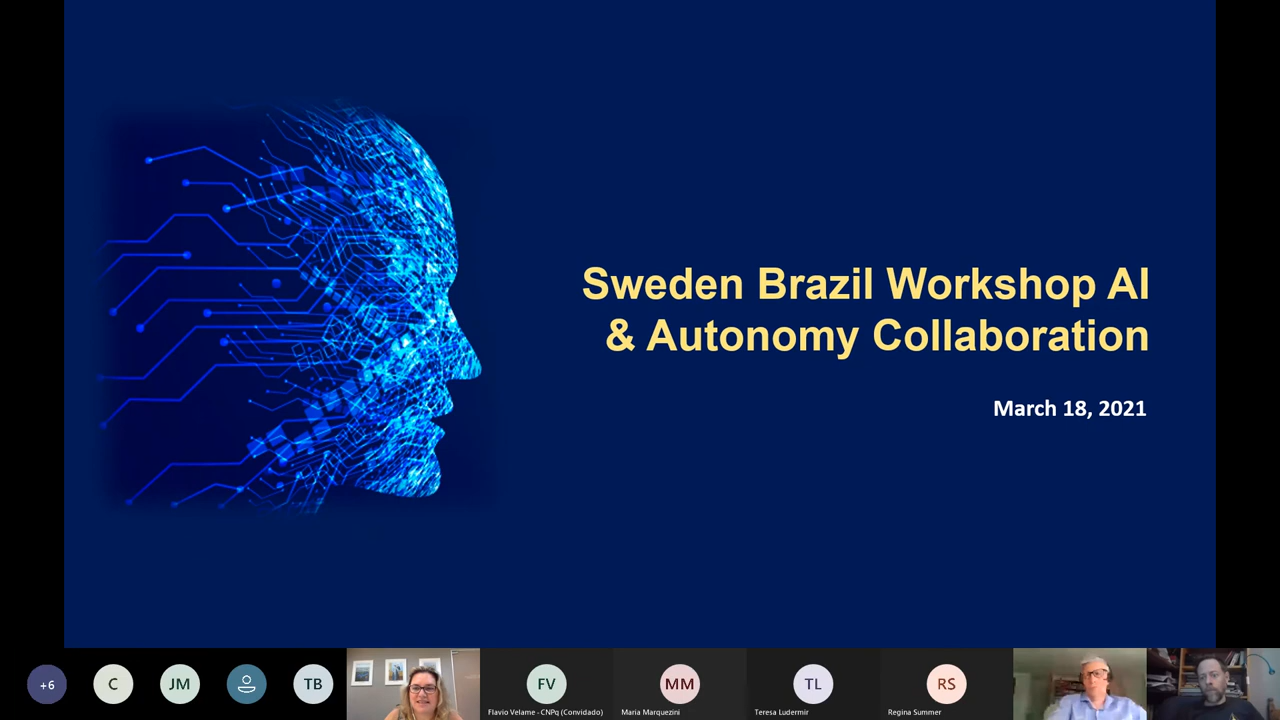 Sweden Brazil Workshop AI
& Autonomy Collaboration
March 18, 2021
+6
C
JM
TB
FV
MM
TL
RS
Flavio Velame - CNPq (Convidado)
Maria Marquezini
Teresa Ludermir
Regina Summer